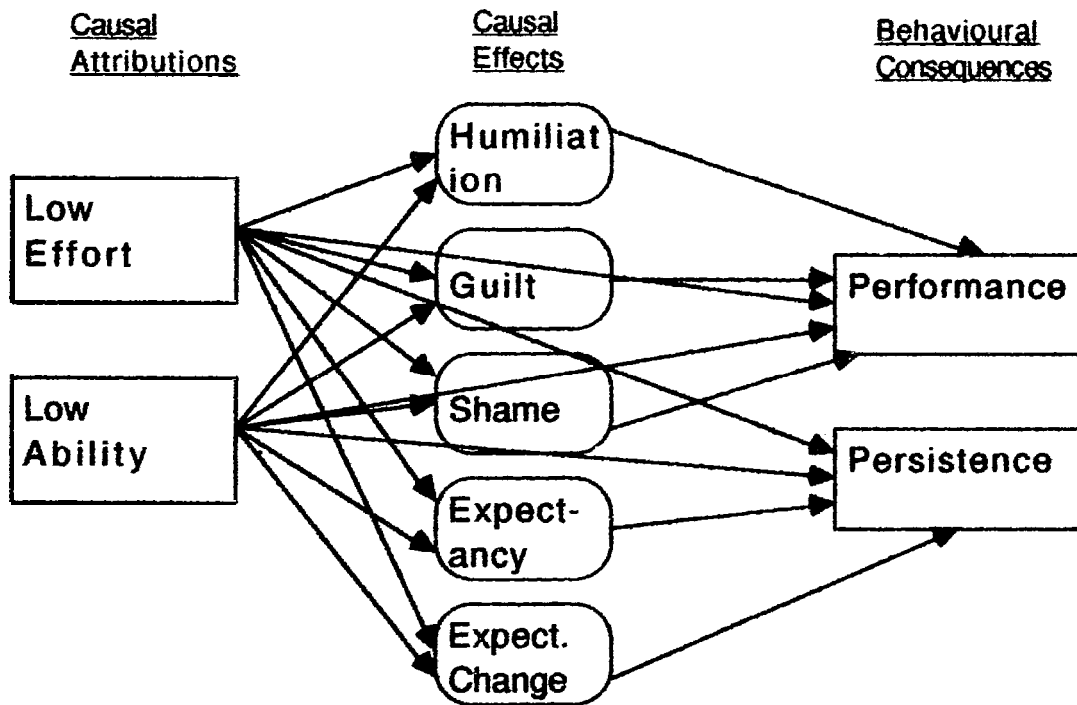 Causal
Attributions
Causal
Effects
Behavioural
Consequences
Humiliat
ion
Low
Effort
Guilt
Performance
Low
Ability
Shame
Persistence
Expect-
ancy
Expect.
Change